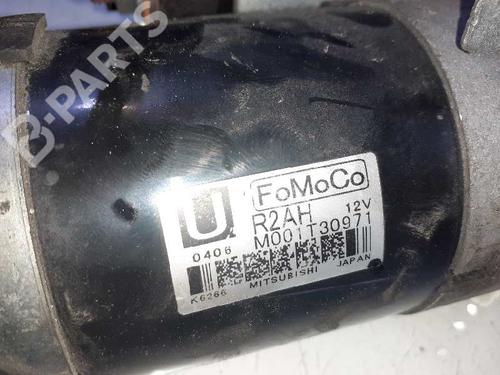 B-PARTS
U
FoMoCo
R2AH 12V
0406
M001T30971
K6266 MITSUBISHI JAPAN